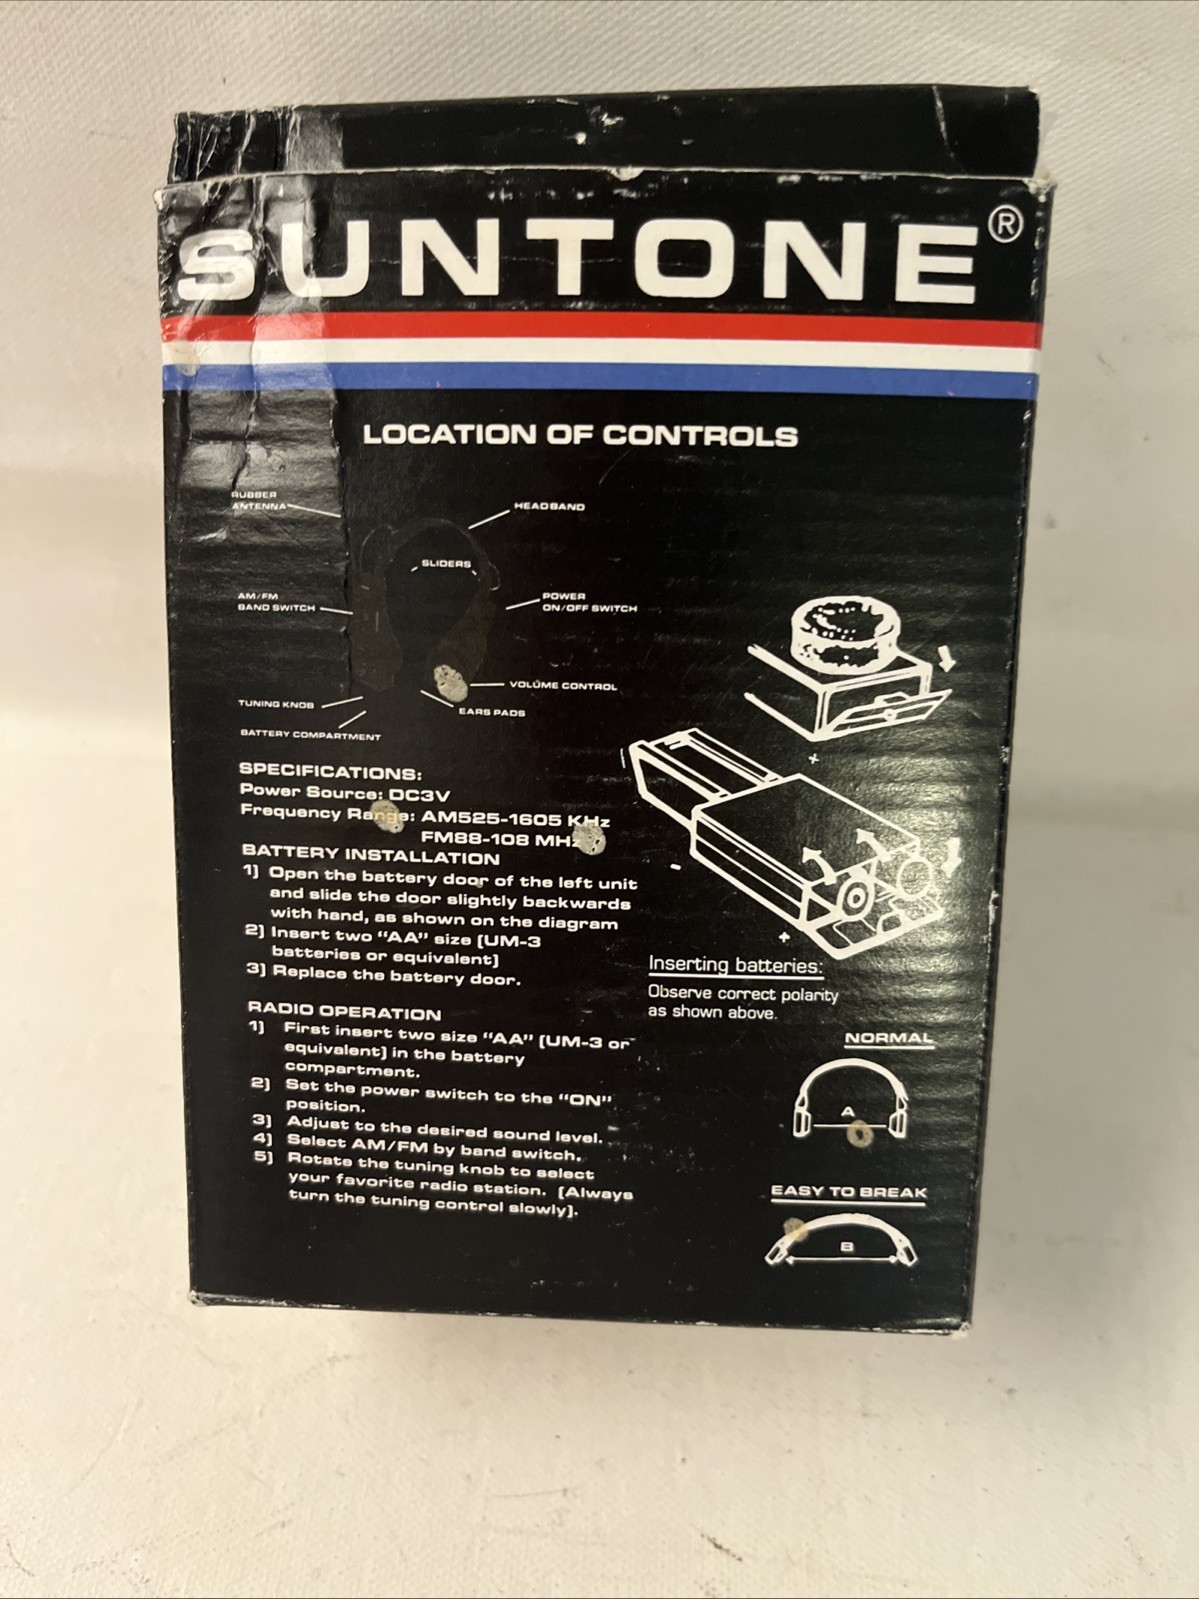 SUNTONE®
LOCATION OF CONTROLS
RUBBER
ANTENNA
HEADBAND
SLIDERS
AM/FM
BAND SWITCH
POWER
ON/OFF SWITCH
VOLUME CONTROL
TUNING KNOB
EARS PADS
BATTERY COMPARTMENT
SPECIFICATIONS:
Power Source: DC3V
Frequency Range: AM525-1605 KHz
FM88-108 MHz
BATTERY INSTALLATION
1) Open the battery door of the left unit
and slide the door slightly backwards
with hand, as shown on the diagram
2) Insert two "AA" size (UM-3
batteries or equivalent)
3) Replace the battery door.
RADIO OPERATION
1) First insert two size "AA" (UM-3 or
equivalent) in the battery
compartment.
2) Set the power switch to the "ON"
position.
3) Adjust to the desired sound level.
4) Select AM/FM by band switch.
5) Rotate the tuning knob to select
your favorite radio station. (Always
turn the tuning control slowly).
+
-
+
Inserting batteries:
Observe correct polarity
as shown above.
NORMAL
A
EASY TO BREAK
B